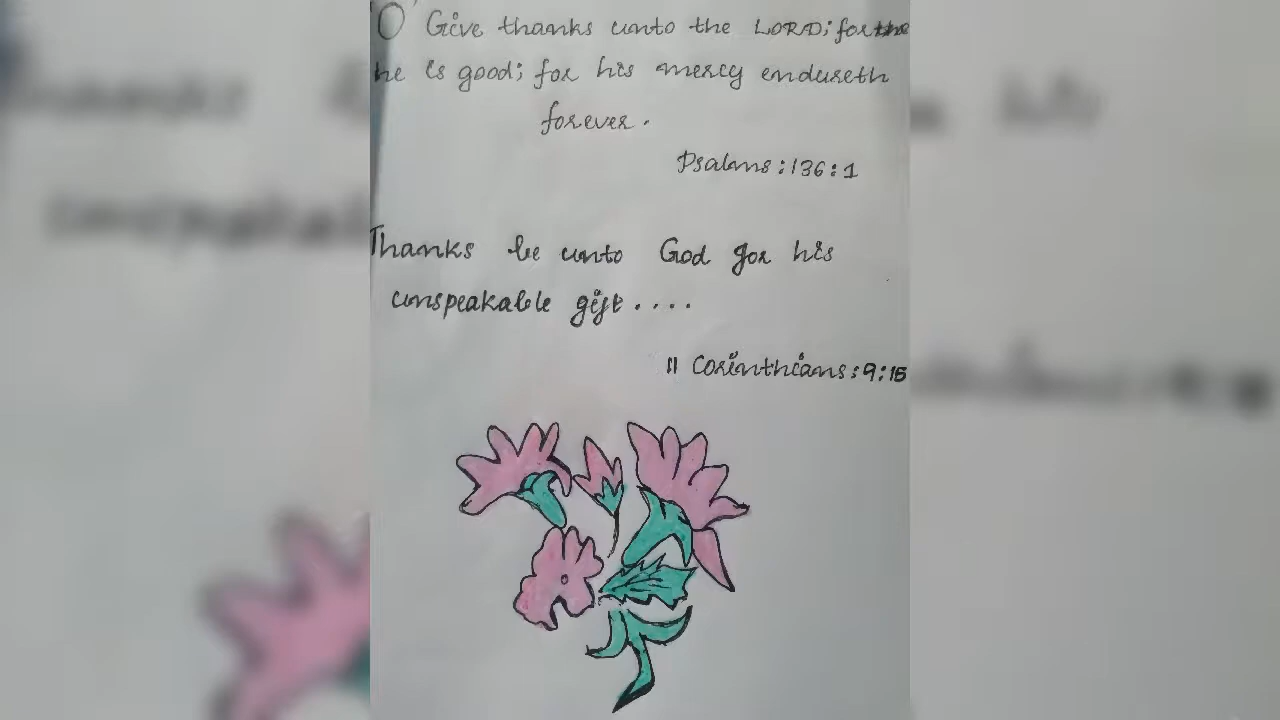 'O' Give thanks unto the LORD; for the
he is good; for his mercy endureth
forever.
Psalms:136:1
Thanks be unto God for his
unspeakable gift....
II Corinthians:9:15